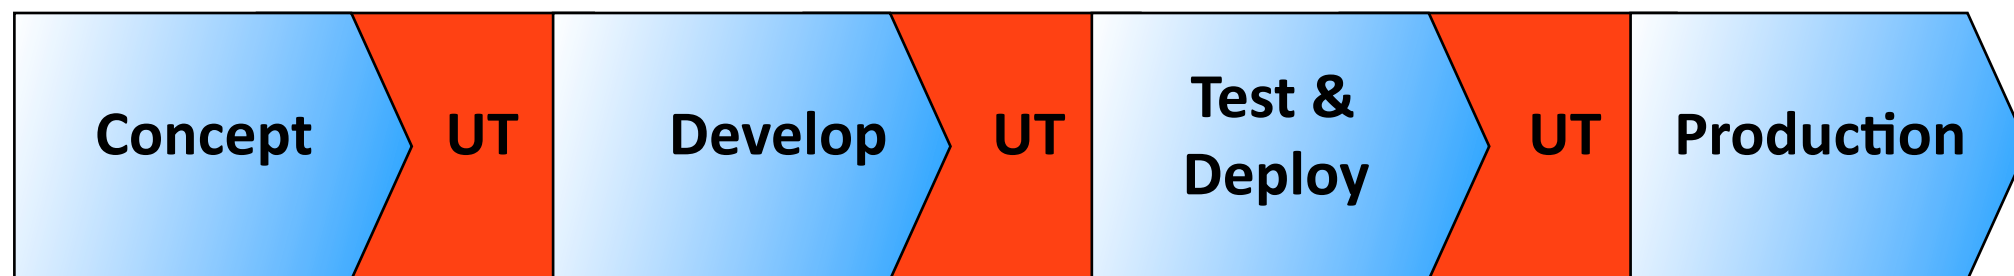 Concept
UT
Develop
UT
Test &
Deploy
UT
Production